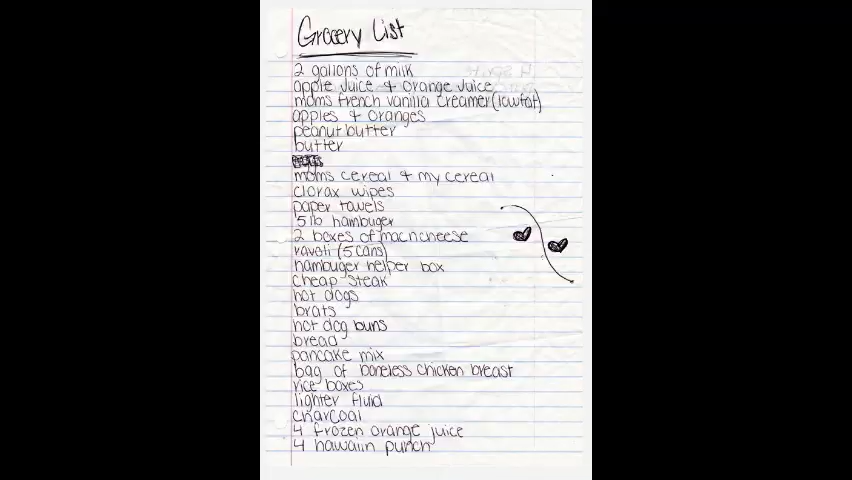 Grocery List
2 gallons of milk
apple juice & orange juice
moms french vanilla creamer (lowfat)
apples & oranges
peanut butter
butter
moms cereal & my cereal
clorax wipes
paper towels
5 lb hambuger
2 boxes of macncheese
ravoli (5 cans)
hambuger helper box
cheap steak
hot dogs
brats
hot dog buns
bread
pancake mix
bag of boneless chicken breast
rice boxes
lighter fluid
charcoal
4 frozen orange juice
4 hawaiin punch